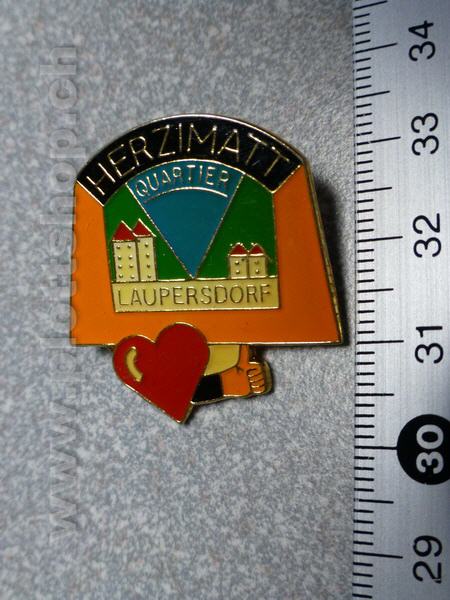 HERZIMATT
QUARTIER
LAUPERSDORF
34
33
32
31
30
29